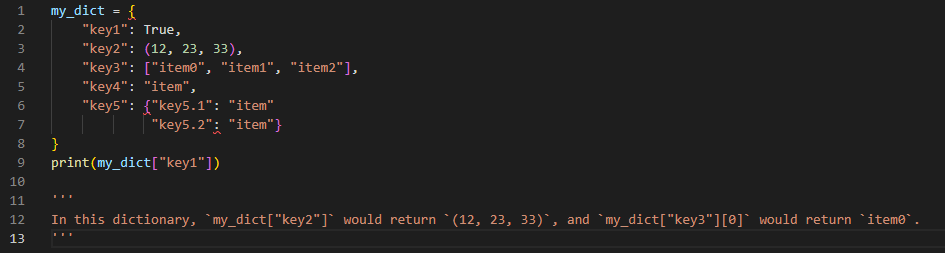 1 my_dict = {
2     "key1": True,
3     "key2": (12, 23, 33),
4     "key3": ["item0", "item1", "item2"],
5     "key4": "item",
6     "key5": {"key5.1": "item"
7              "key5.2": "item"}
8 }
9 print(my_dict["key1"])
10
11 '''
12 In this dictionary, `my_dict["key2"]` would return `(12, 23, 33)`, and `my_dict["key3"][0]` would return `item0`.
13 '''